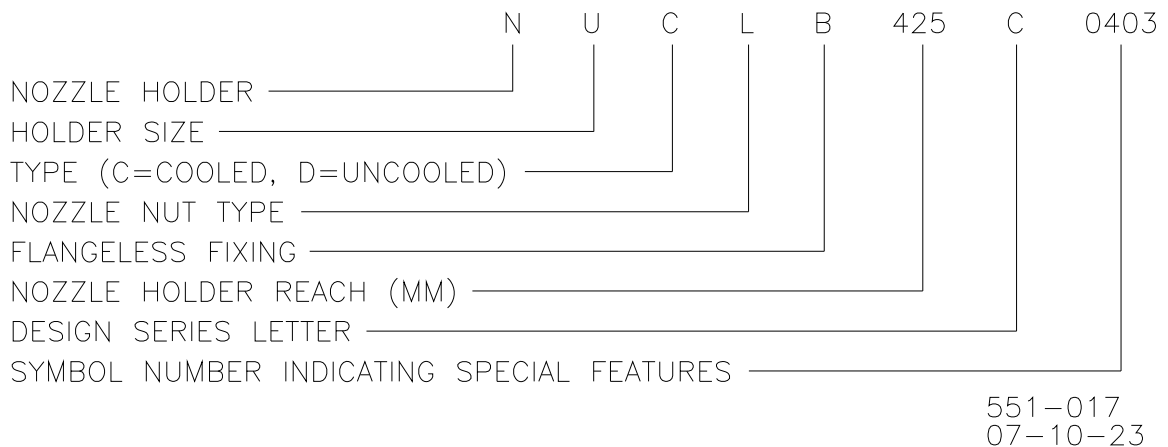 N U C L B 425 C 0403
NOZZLE HOLDER
HOLDER SIZE
TYPE (C=COOLED, D=UNCOOLED)
NOZZLE NUT TYPE
FLANGELESS FIXING
NOZZLE HOLDER REACH (MM)
DESIGN SERIES LETTER
SYMBOL NUMBER INDICATING SPECIAL FEATURES
551-017
07-10-23